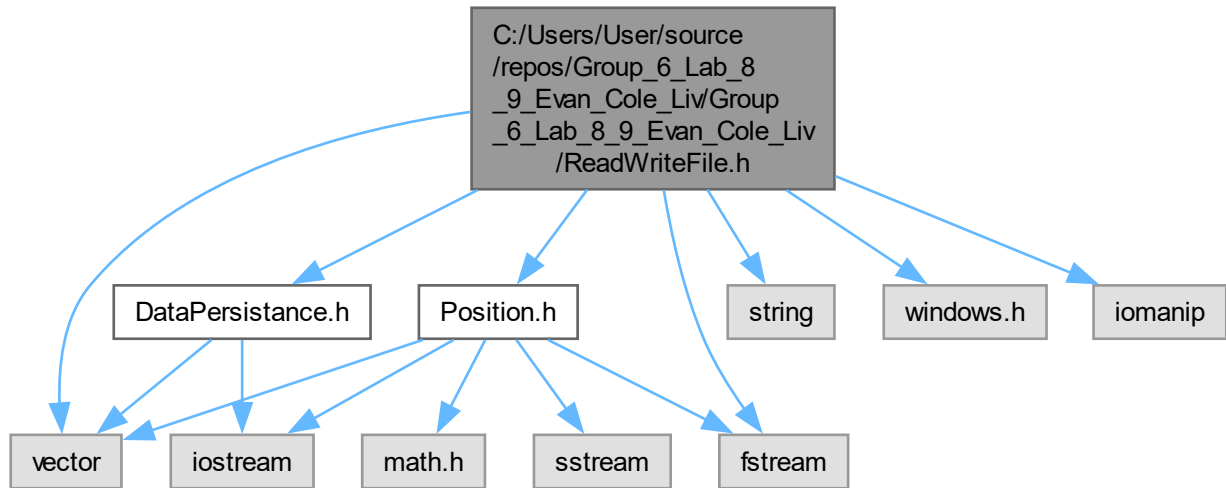 C:/Users/User/source
/repos/Group_6_Lab_8
_9_Evan_Cole_Liv/Group
_6_Lab_8_9_Evan_Cole_Liv
/ReadWriteFile.h
DataPersistance.h
Position.h
string
windows.h
iomanip
vector
iostream
math.h
sstream
fstream